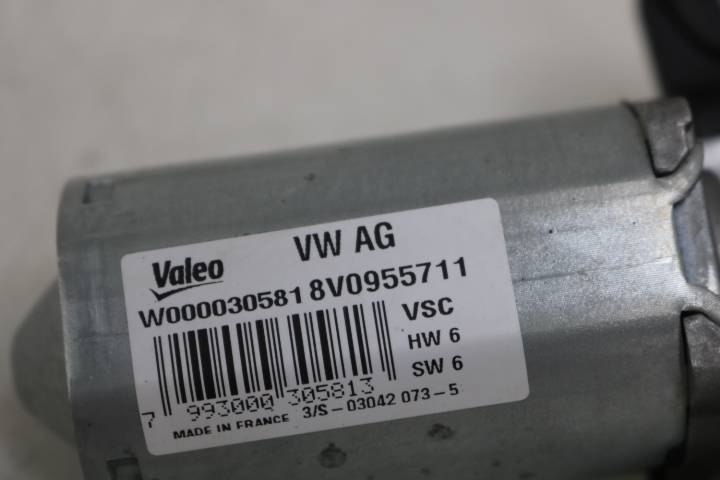 VW AG
Valeo
W000030581 8V0955711
VSC
HW 6
SW 6
7 993000 305813
MADE IN FRANCE 3/S-03042 073-5